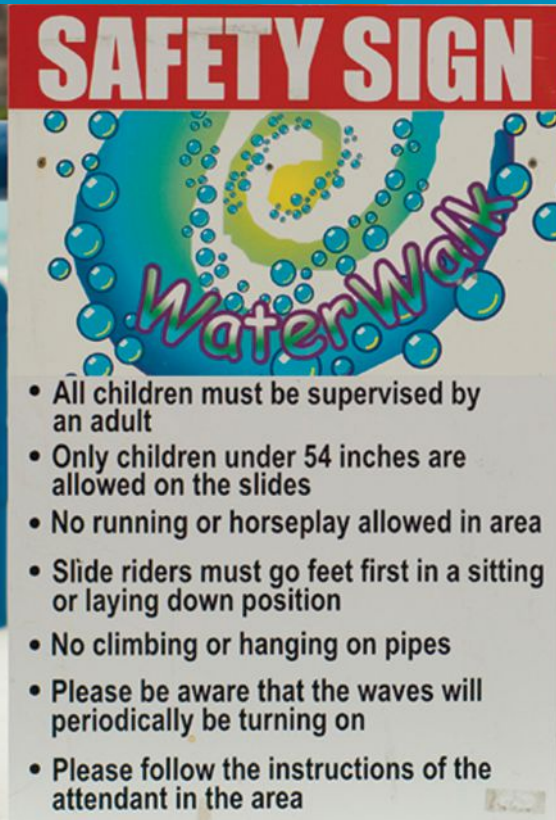 SAFETY SIGN
WaterWalk
• All children must be supervised by
an adult
• Only children under 54 inches are
allowed on the slides
• No running or horseplay allowed in area
• Slide riders must go feet first in a sitting
or laying down position
• No climbing or hanging on pipes
• Please be aware that the waves will
periodically be turning on
• Please follow the instructions of the
attendant in the area